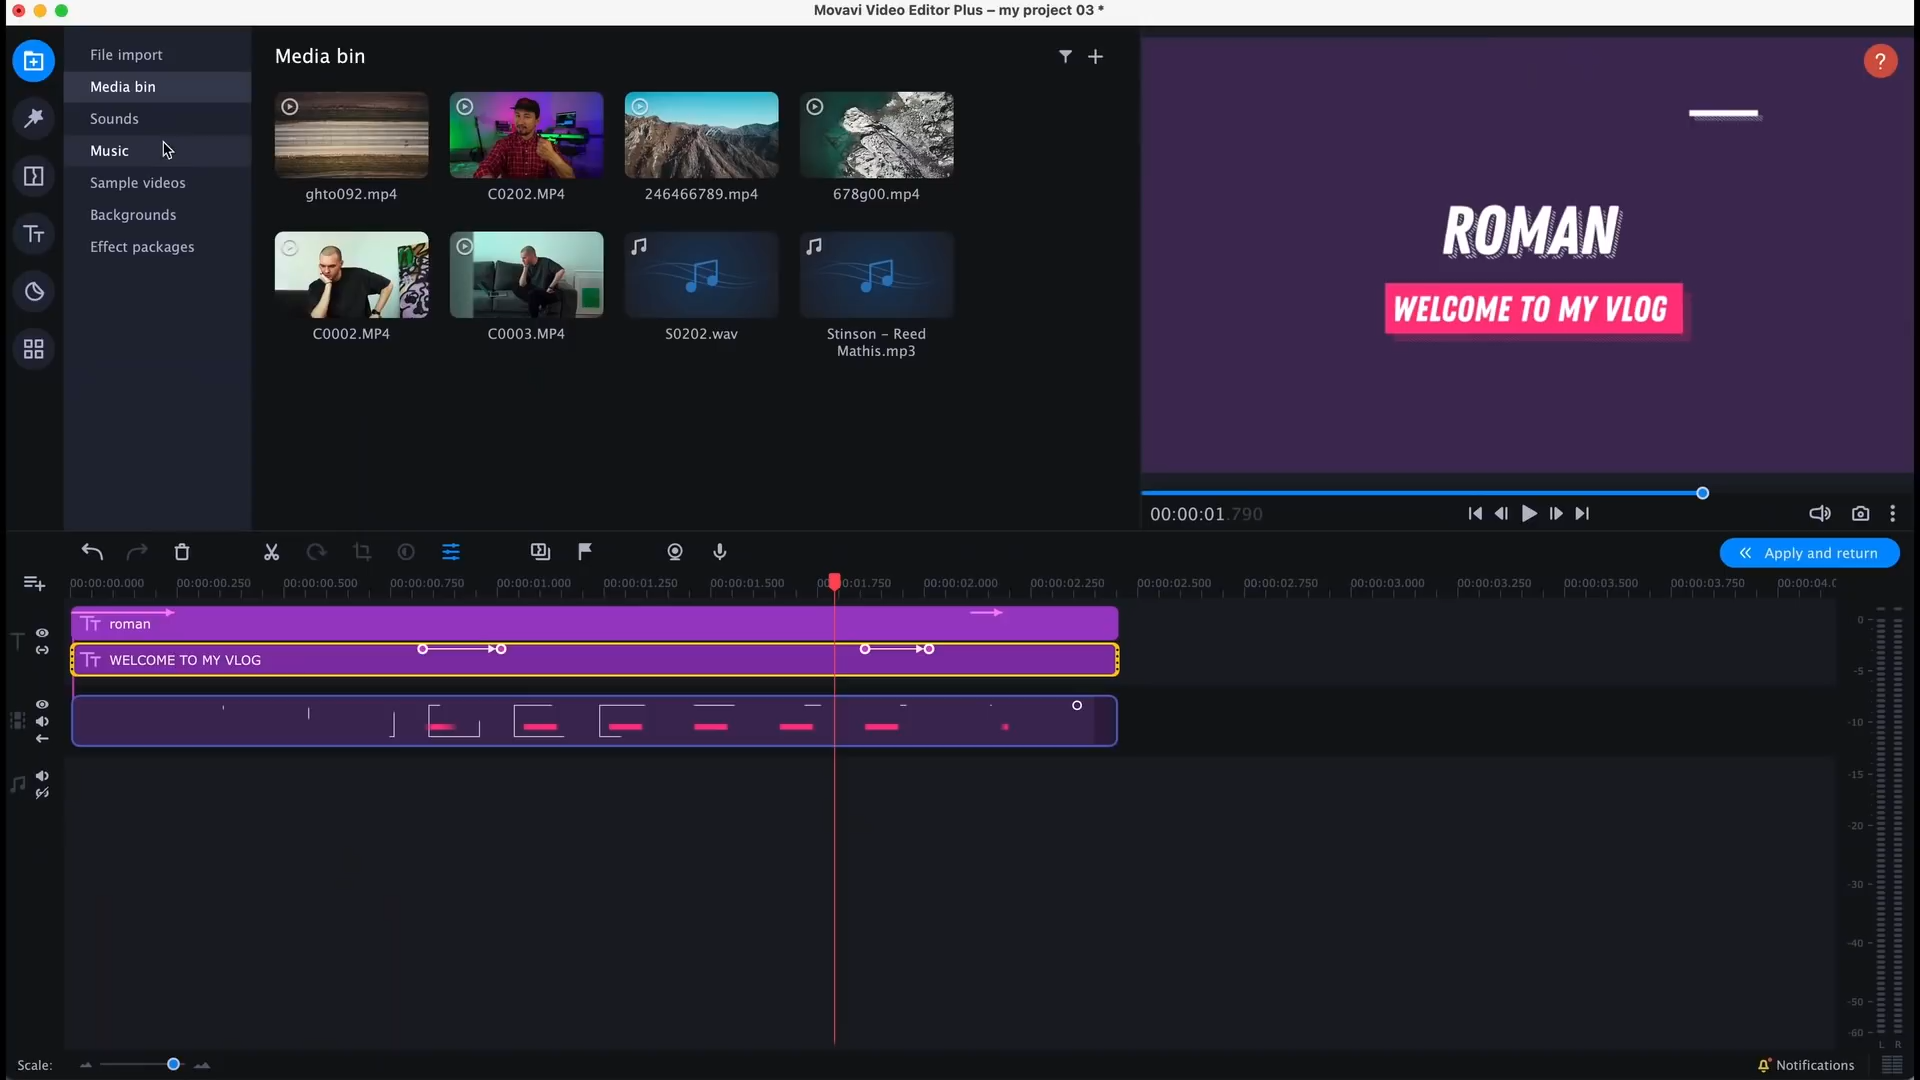 Movavi Video Editor Plus – my project 03 *
File import
Media bin
Sounds
Music
Sample videos
Backgrounds
Effect packages
Media bin
ghto092.mp4
C0202.MP4
246466789.mp4
678g00.mp4
C0002.MP4
C0003.MP4
S0202.wav
Stinson – Reed
Mathis.mp3
?
ROMAN
WELCOME TO MY VLOG
00:00:01.790
Apply and return
00:00:00.000
00:00:00.250
00:00:00.500
00:00:00.750
00:00:01.000
00:00:01.250
00:00:01.500
00:00:01.750
00:00:02.000
00:00:02.250
00:00:02.500
00:00:02.750
00:00:03.000
00:00:03.250
00:00:03.500
00:00:03.750
00:00:04.0
TT roman
TT WELCOME TO MY VLOG
0
-5
-10
-15
-20
-30
-40
-50
-60
L R
Scale:
Notifications